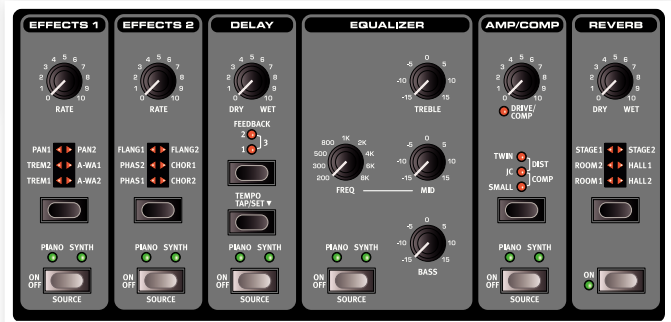 EFFECTS 1
0 1 2 3 4 5 6 7 8 9 10
RATE
PAN1 PAN2
TREM2 A-WA1
TREM1 A-WA2
PIANO SYNTH
ON
OFF
SOURCE
EFFECTS 2
0 1 2 3 4 5 6 7 8 9 10
RATE
FLANG1 FLANG2
PHAS2 CHOR1
PHAS1 CHOR2
PIANO SYNTH
ON
OFF
SOURCE
DELAY
0 1 2 3 4 5 6 7 8 9 10
DRY WET
FEEDBACK
2
1 3
TEMPO
TAP/SET ▼
PIANO SYNTH
ON
OFF
SOURCE
EQUALIZER
-15 -10 -5 5 10 15
TREBLE
200 300 500 800 1K 2K 4K 6K 8K
FREQ
-15 -10 -5 5 10 15
MID
-15 -10 -5 5 10 15
BASS
PIANO SYNTH
ON
OFF
SOURCE
AMP/COMP
0 1 2 3 4 5 6 7 8 9 10
DRIVE/
COMP
TWIN
DIST
JC
COMP
SMALL
PIANO SYNTH
ON
OFF
SOURCE
REVERB
0 1 2 3 4 5 6 7 8 9 10
DRY WET
STAGE1 STAGE2
ROOM2 HALL1
ROOM1 HALL2
ON